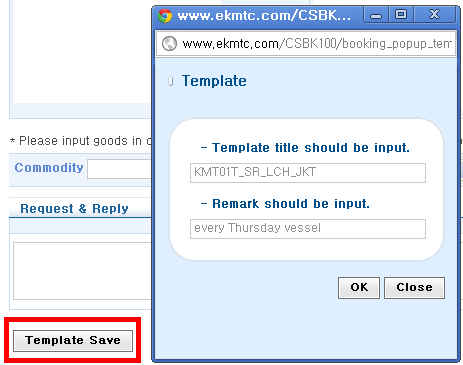 www.ekmtc.com/CSBK...
www.ekmtc.com/CSBK100/booking_popup_tem
Template
- Template title should be input.
KMT01T_SR_LCH_JKT
- Remark should be input.
every Thursday vessel
OK Close
* Please input goods in d
Commodity
Request & Reply
Template Save